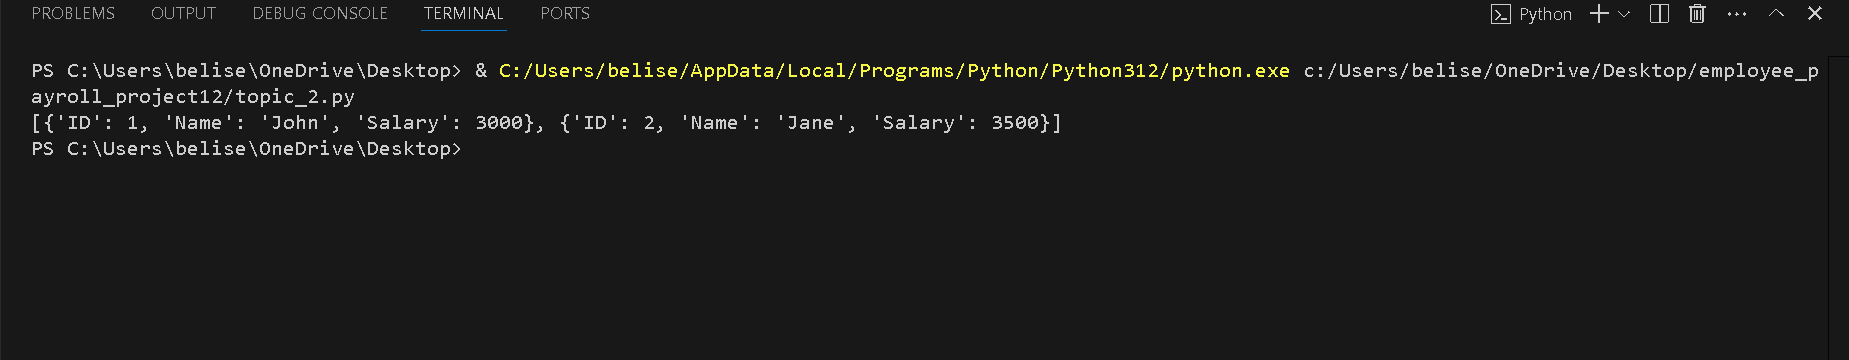 PROBLEMS OUTPUT DEBUG CONSOLE TERMINAL PORTS Python
PS C:\Users\belise\OneDrive\Desktop> & C:/Users/belise/AppData/Local/Programs/Python/Python312/python.exe c:/Users/belise/OneDrive/Desktop/employee_p
ayroll_project12/topic_2.py
[{'ID': 1, 'Name': 'John', 'Salary': 3000}, {'ID': 2, 'Name': 'Jane', 'Salary': 3500}]
PS C:\Users\belise\OneDrive\Desktop>